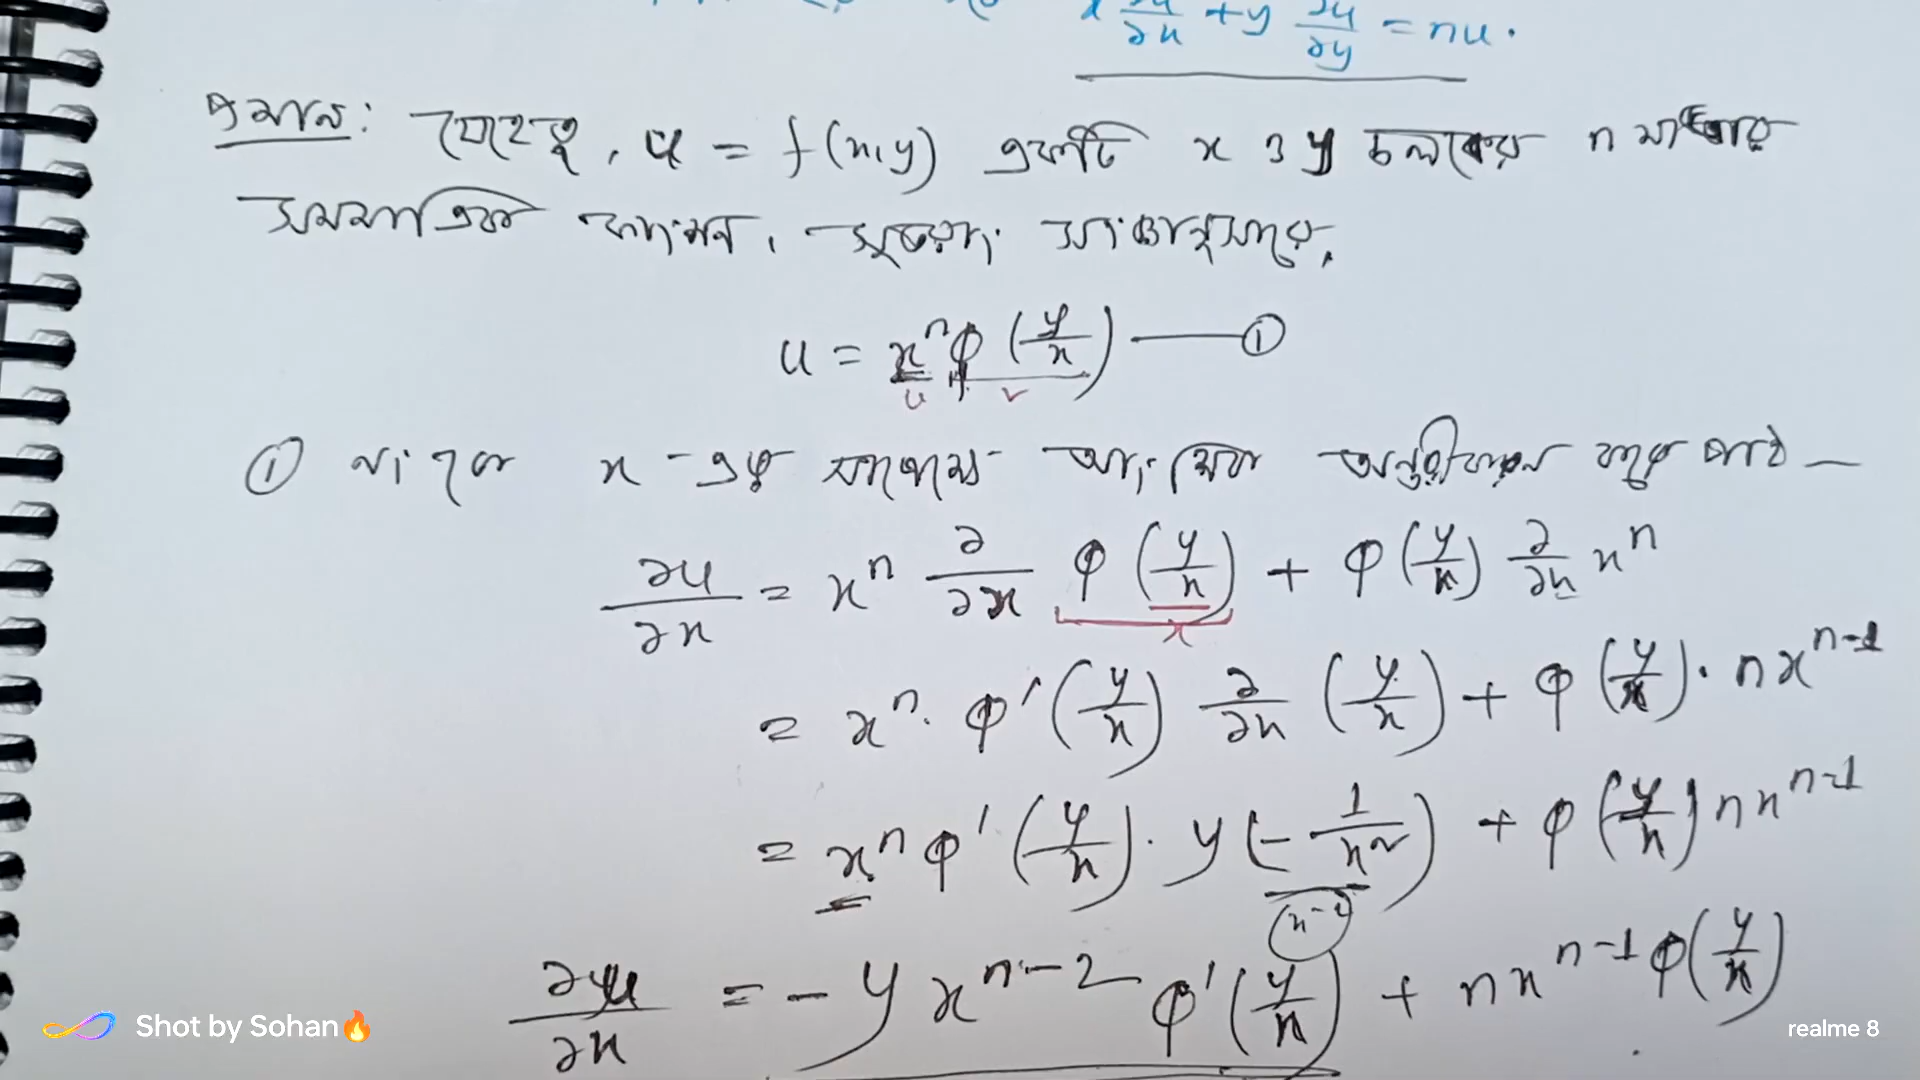 x ∂u/∂x + y ∂u/∂y = nu.
প্রমান: যেহেতু, u = f(x,y) একটি x ও y চলকের n মাত্রার
সমমাত্রিক ফাংশন, সুতরাং সংজ্ঞানুসারে,
u = xⁿ φ (y/x) —— ①
u v
① নং হতে x -এর সাপেক্ষে আংশিক অন্তরীকরণ করে পাই —
∂u/∂x = xⁿ ∂/∂x φ (y/x) + φ (y/x) ∂/∂x xⁿ
x
= xⁿ. φ′ (y/x) ∂/∂x (y/x) + φ (y/x) . nxⁿ⁻¹
= xⁿ φ′ (y/x) . y (- 1/x²) + φ (y/x) nxⁿ⁻¹
∂u/∂x = - y xⁿ⁻² φ′ (y/x) + nxⁿ⁻¹ φ (y/x)
Shot by Sohan🔥
realme 8